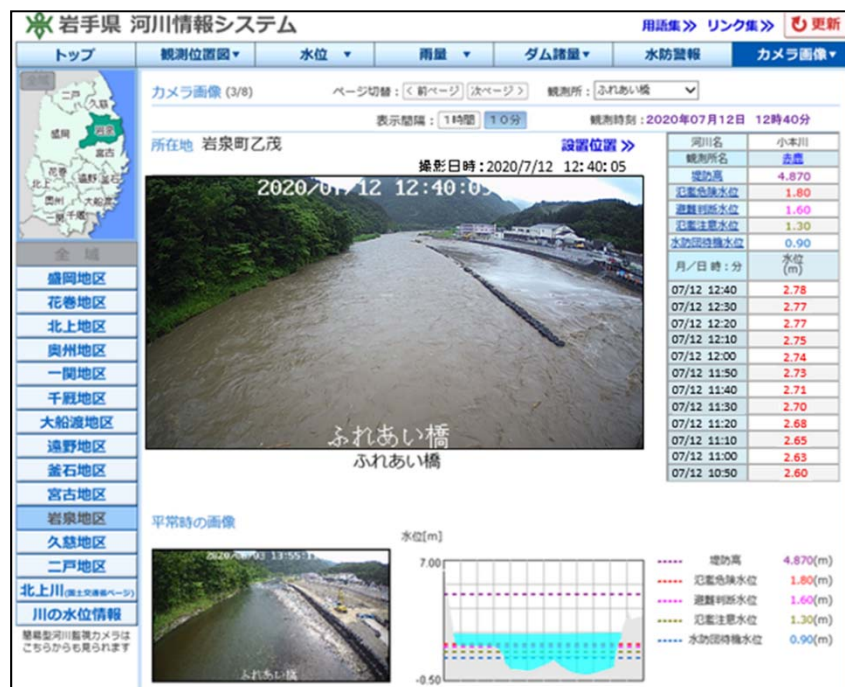 岩手県 河川情報システム
用語集≫ リンク集≫ 更新
トップ 観測位置図▼ 水位 ▼ 雨量 ▼ ダム諸量▼ 水防警報 カメラ画像▼
全域
二戸
久慈
盛岡
岩泉
宮古
花巻
遠野
釜石
北上
奥州
大船渡
一関
千厩
カメラ画像 (3/8) ページ切替: <前ページ 次ページ> 観測所: ふれあい橋
表示間隔: 1時間 10分 観測時刻:2020年07月12日 12時40分
所在地 岩泉町乙茂 設置位置 ≫
撮影日時:2020/7/12 12:40:05
2020/07/12 12:40:05
ふれあい橋
ふれあい橋
河川名 小本川
観測所名 赤鹿
堤防高 4.870
氾濫危険水位 1.80
避難判断水位 1.60
氾濫注意水位 1.30
水防団待機水位 0.90
月/日 時:分 水位(m)
07/12 12:40 2.78
07/12 12:30 2.77
07/12 12:20 2.77
07/12 12:10 2.75
07/12 12:00 2.74
07/12 11:50 2.73
07/12 11:40 2.71
07/12 11:30 2.70
07/12 11:20 2.68
07/12 11:10 2.65
07/12 11:00 2.63
07/12 10:50 2.60
全 域
盛岡地区
花巻地区
北上地区
奥州地区
一関地区
千厩地区
大船渡地区
遠野地区
釜石地区
宮古地区
岩泉地区
久慈地区
二戸地区
北上川(国土交通省ページ)
川の水位情報
簡易型河川監視カメラは
こちらからも見られます
平常時の画像
ふれあい橋
水位[m]
7.00
-0.50
堤防高 4.870(m)
氾濫危険水位 1.80(m)
避難判断水位 1.60(m)
氾濫注意水位 1.30(m)
水防団待機水位 0.90(m)